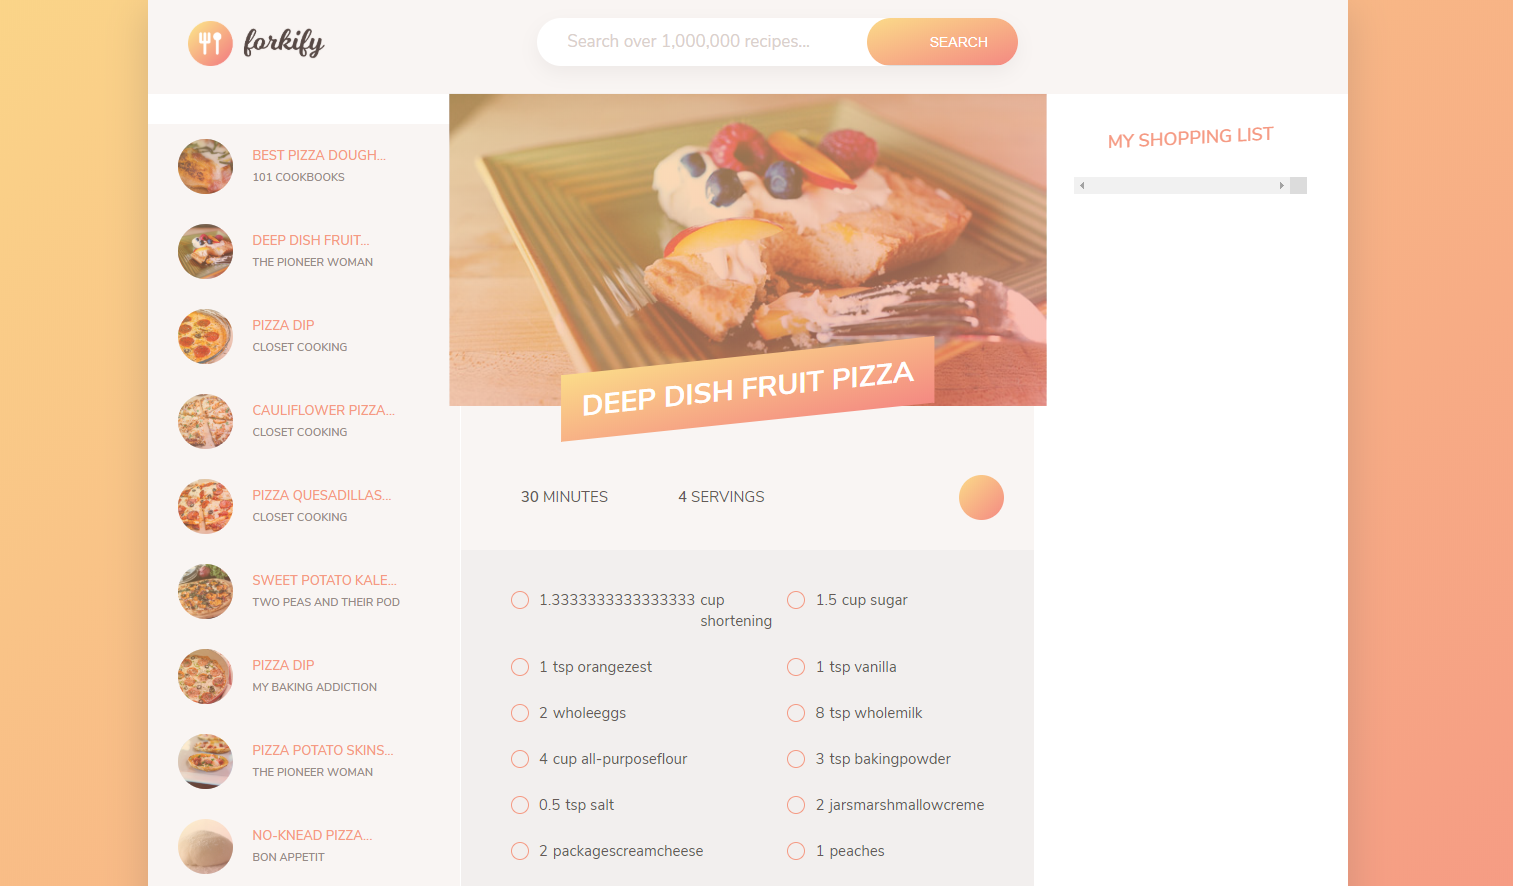 forkify
Search over 1,000,000 recipes...
SEARCH
BEST PIZZA DOUGH...
101 COOKBOOKS
DEEP DISH FRUIT...
THE PIONEER WOMAN
PIZZA DIP
CLOSET COOKING
CAULIFLOWER PIZZA...
CLOSET COOKING
PIZZA QUESADILLAS...
CLOSET COOKING
SWEET POTATO KALE...
TWO PEAS AND THEIR POD
PIZZA DIP
MY BAKING ADDICTION
PIZZA POTATO SKINS...
THE PIONEER WOMAN
NO-KNEAD PIZZA...
BON APPETIT
DEEP DISH FRUIT PIZZA
30 MINUTES
4 SERVINGS
1.3333333333333333 cup
shortening
1.5 cup sugar
1 tsp orangezest
1 tsp vanilla
2 wholeeggs
8 tsp wholemilk
4 cup all-purposeflour
3 tsp bakingpowder
0.5 tsp salt
2 jarsmarshmallowcreme
2 packagescreamcheese
1 peaches
MY SHOPPING LIST